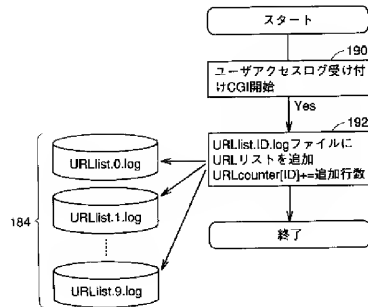 スタート
190
ユーザアクセスログ受け付
けCGI開始
Yes
192
URLlist.ID.logファイルに
URLリストを追加
URLcounter[ID]+=追加行数
終了
184
URLlist.0.log
URLlist.1.log
URLlist.9.log